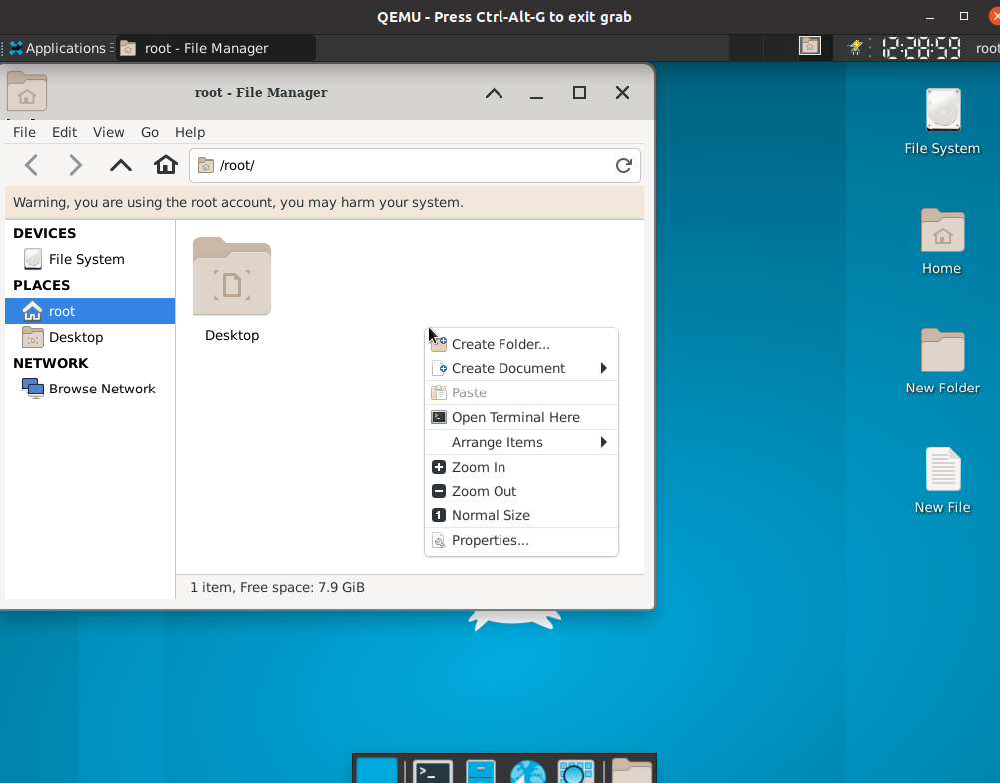 QEMU - Press Ctrl-Alt-G to exit grab
Applications
root - File Manager
12:28:59
root
root - File Manager
File Edit View Go Help
/root/
Warning, you are using the root account, you may harm your system.
DEVICES
File System
PLACES
root
Desktop
NETWORK
Browse Network
Desktop
Create Folder...
Create Document
Paste
Open Terminal Here
Arrange Items
Zoom In
Zoom Out
Normal Size
Properties...
1 item, Free space: 7.9 GiB
File System
Home
New Folder
New File